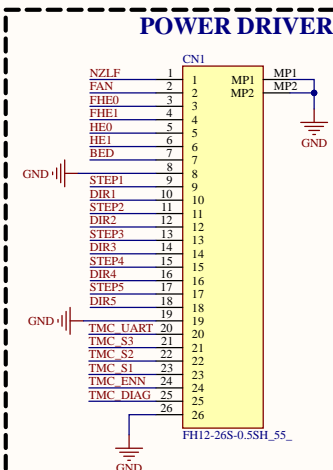 POWER DRIVER
CN1
NZLF 1 1 MP1 MP1
FAN 2 2 MP2 MP2
FHE0 3 3
FHE1 4 4
HE0 5 5
HE1 6 6
BED 7 7
GND 8 8
STEP1 9 9
DIR1 10 10
STEP2 11 11
DIR2 12 12
STEP3 13 13
DIR3 14 14
STEP4 15 15
DIR4 16 16
STEP5 17 17
DIR5 18 18
GND 19 19
TMC_UART 20 20
TMC_S3 21 21
TMC_S2 22 22
TMC_S1 23 23
TMC_ENN 24 24
TMC_DIAG 25 25
26 26
GND
FH12-26S-0.5SH_55_
GND